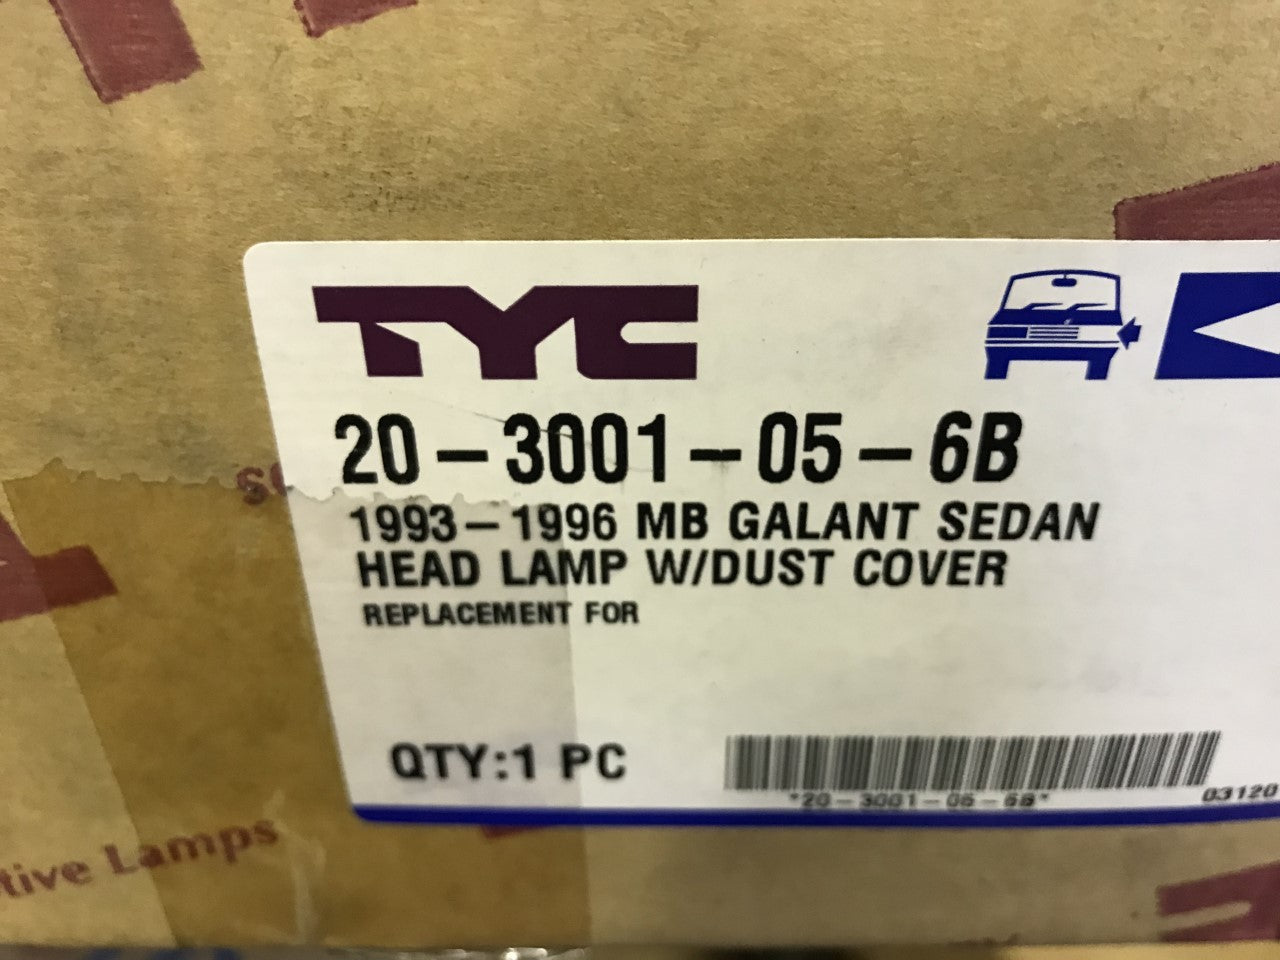 TYC
20-3001-05-6B
1993-1996 MB GALANT SEDAN
HEAD LAMP W/DUST COVER
REPLACEMENT FOR
QTY:1 PC
*20-3001-05-6B*
03120
tive Lamps